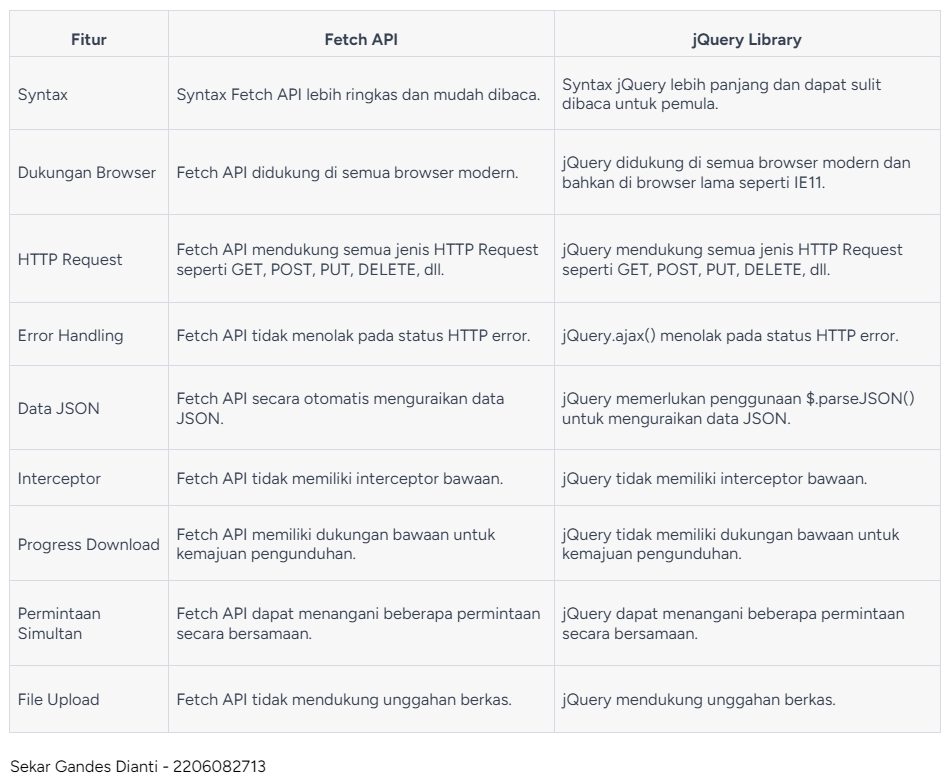 Fitur
Fetch API
jQuery Library
Syntax
Syntax Fetch API lebih ringkas dan mudah dibaca.
Syntax jQuery lebih panjang dan dapat sulit
dibaca untuk pemula.
Dukungan Browser
Fetch API didukung di semua browser modern.
jQuery didukung di semua browser modern dan
bahkan di browser lama seperti IE11.
HTTP Request
Fetch API mendukung semua jenis HTTP Request
seperti GET, POST, PUT, DELETE, dll.
jQuery mendukung semua jenis HTTP Request
seperti GET, POST, PUT, DELETE, dll.
Error Handling
Fetch API tidak menolak pada status HTTP error.
jQuery.ajax() menolak pada status HTTP error.
Data JSON
Fetch API secara otomatis menguraikan data
JSON.
jQuery memerlukan penggunaan $.parseJSON()
untuk menguraikan data JSON.
Interceptor
Fetch API tidak memiliki interceptor bawaan.
jQuery tidak memiliki interceptor bawaan.
Progress Download
Fetch API memiliki dukungan bawaan untuk
kemajuan pengunduhan.
jQuery tidak memiliki dukungan bawaan untuk
kemajuan pengunduhan.
Permintaan
Simultan
Fetch API dapat menangani beberapa permintaan
secara bersamaan.
jQuery dapat menangani beberapa permintaan
secara bersamaan.
File Upload
Fetch API tidak mendukung unggahan berkas.
jQuery mendukung unggahan berkas.
Sekar Gandes Dianti - 2206082713